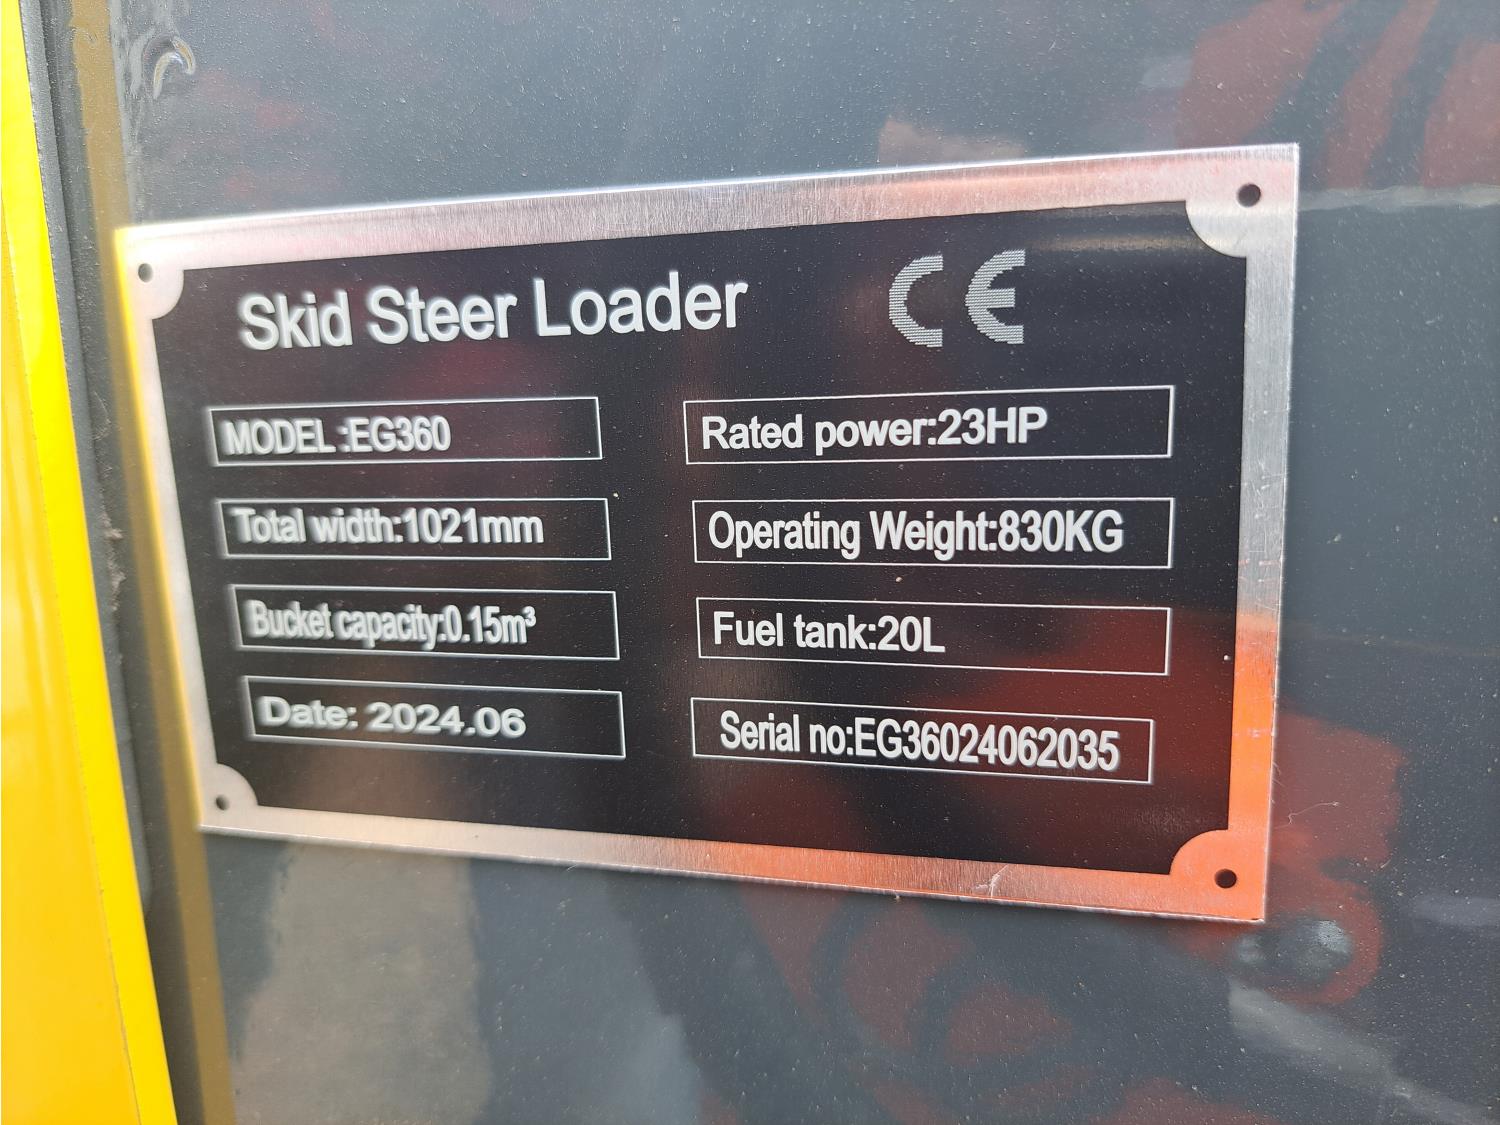 Skid Steer Loader CE
MODEL:EG360
Rated power:23HP
Total width:1021mm
Operating Weight:830KG
Bucket capacity:0.15m³
Fuel tank:20L
Date: 2024.06
Serial no:EG36024062035